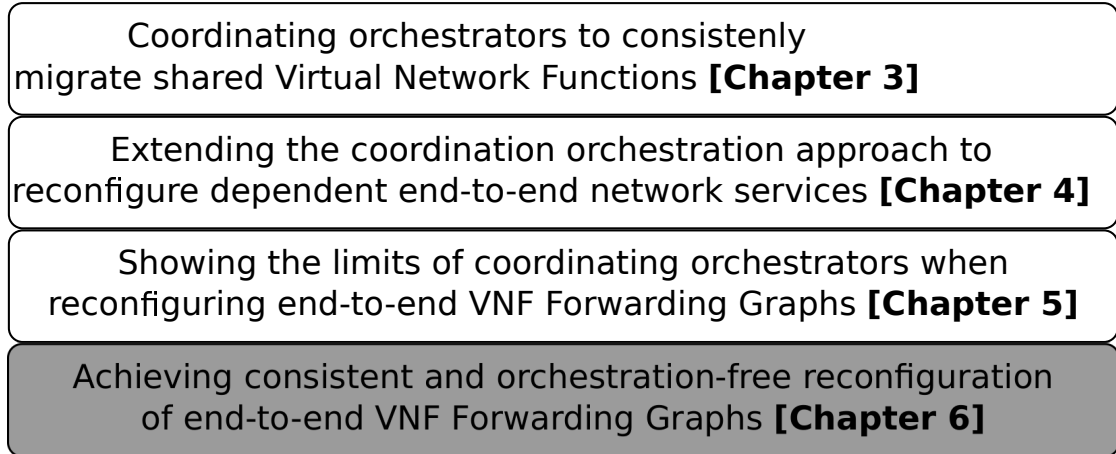 Coordinating orchestrators to consistenly
migrate shared Virtual Network Functions [Chapter 3]
Extending the coordination orchestration approach to
reconfigure dependent end-to-end network services [Chapter 4]
Showing the limits of coordinating orchestrators when
reconfiguring end-to-end VNF Forwarding Graphs [Chapter 5]
Achieving consistent and orchestration-free reconfiguration
of end-to-end VNF Forwarding Graphs [Chapter 6]